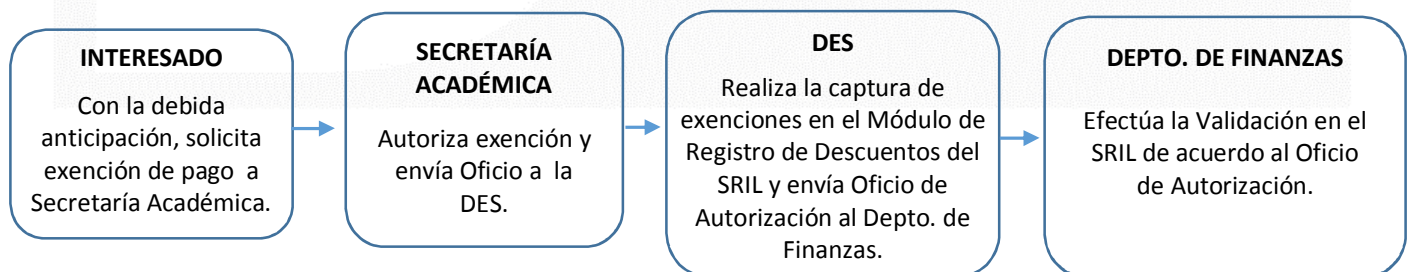 INTERESADO
Con la debida
anticipación, solicita
exención de pago a
Secretaría Académica.
SECRETARÍA
ACADÉMICA
Autoriza exención y
envía Oficio a la
DES.
DES
Realiza la captura de
exenciones en el Módulo de
Registro de Descuentos del
SRIL y envía Oficio de
Autorización al Depto. de
Finanzas.
DEPTO. DE FINANZAS
Efectúa la Validación en el
SRIL de acuerdo al Oficio
de Autorización.